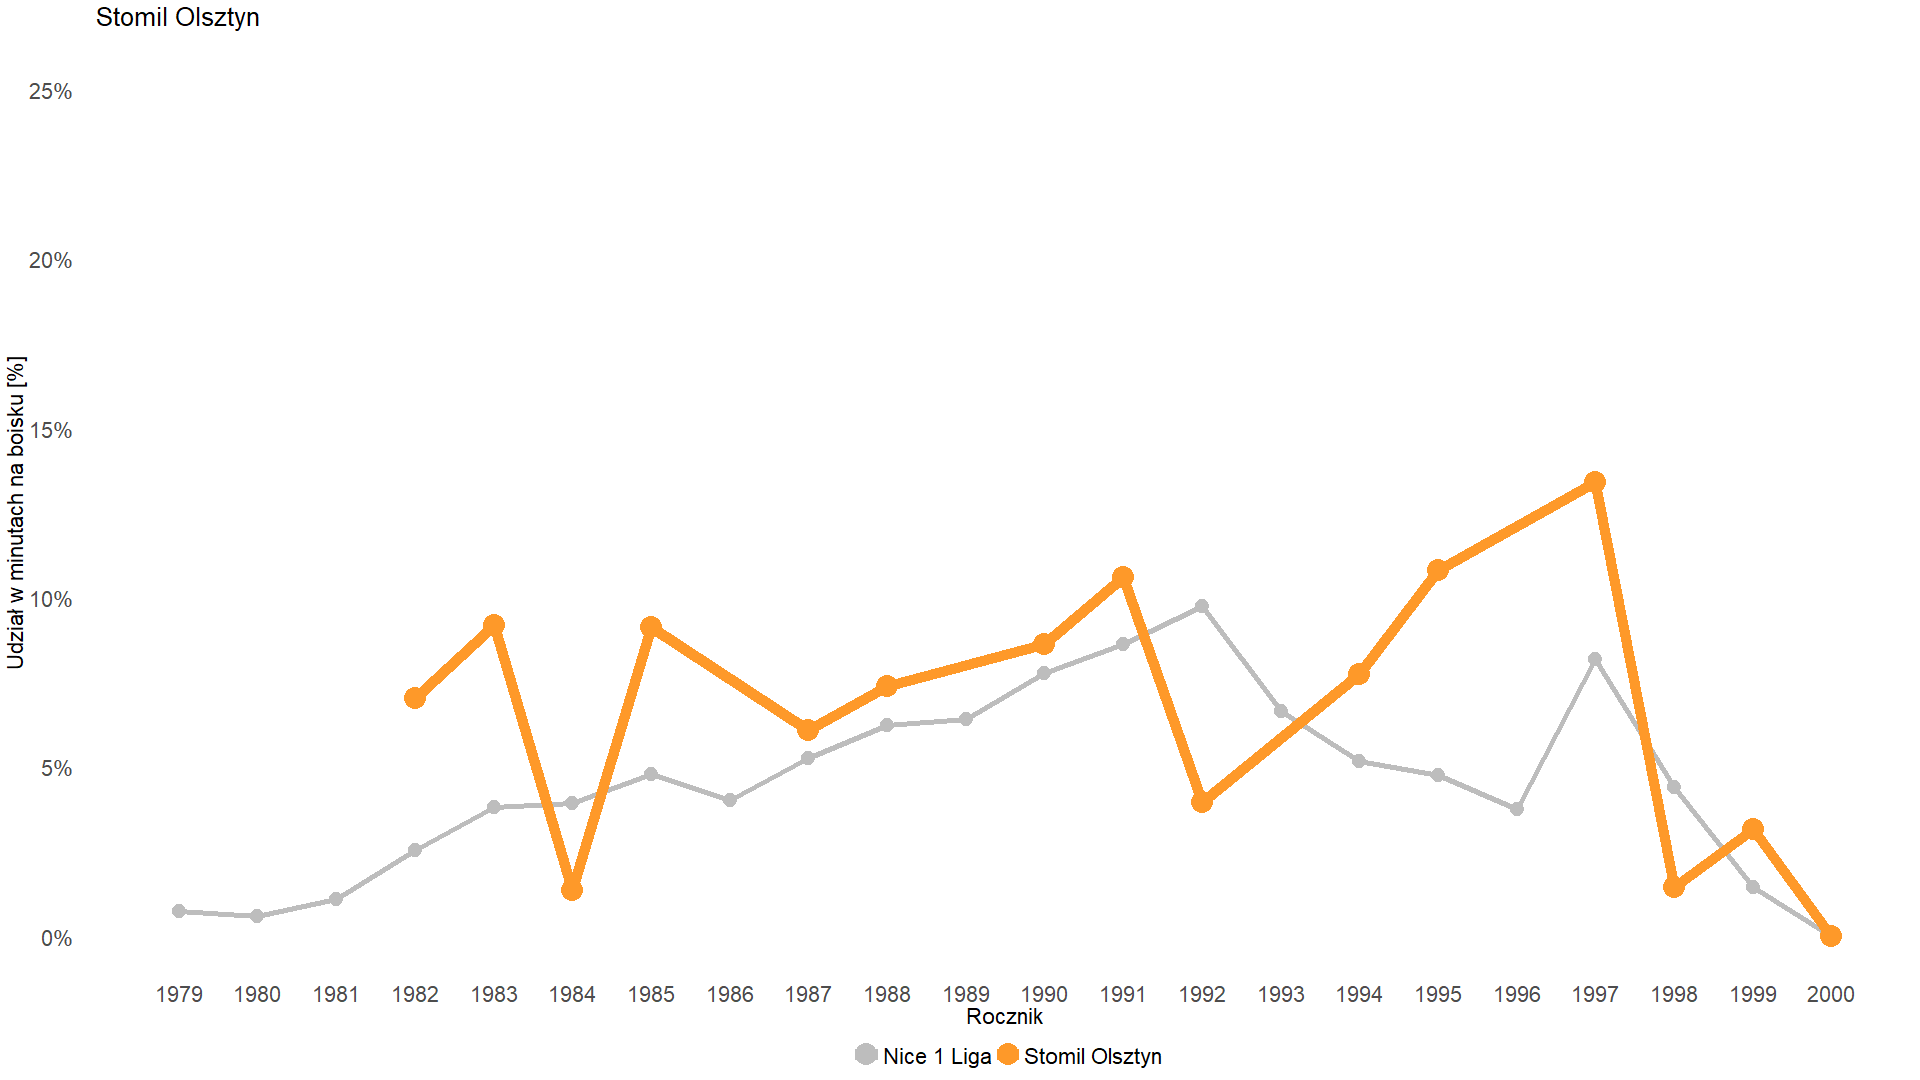 Stomil Olsztyn
25%
20%
15%
10%
5%
0%
Udział w minutach na boisku [%]
1979 1980 1981 1982 1983 1984 1985 1986 1987 1988 1989 1990 1991 1992 1993 1994 1995 1996 1997 1998 1999 2000
Rocznik
Nice 1 Liga Stomil Olsztyn